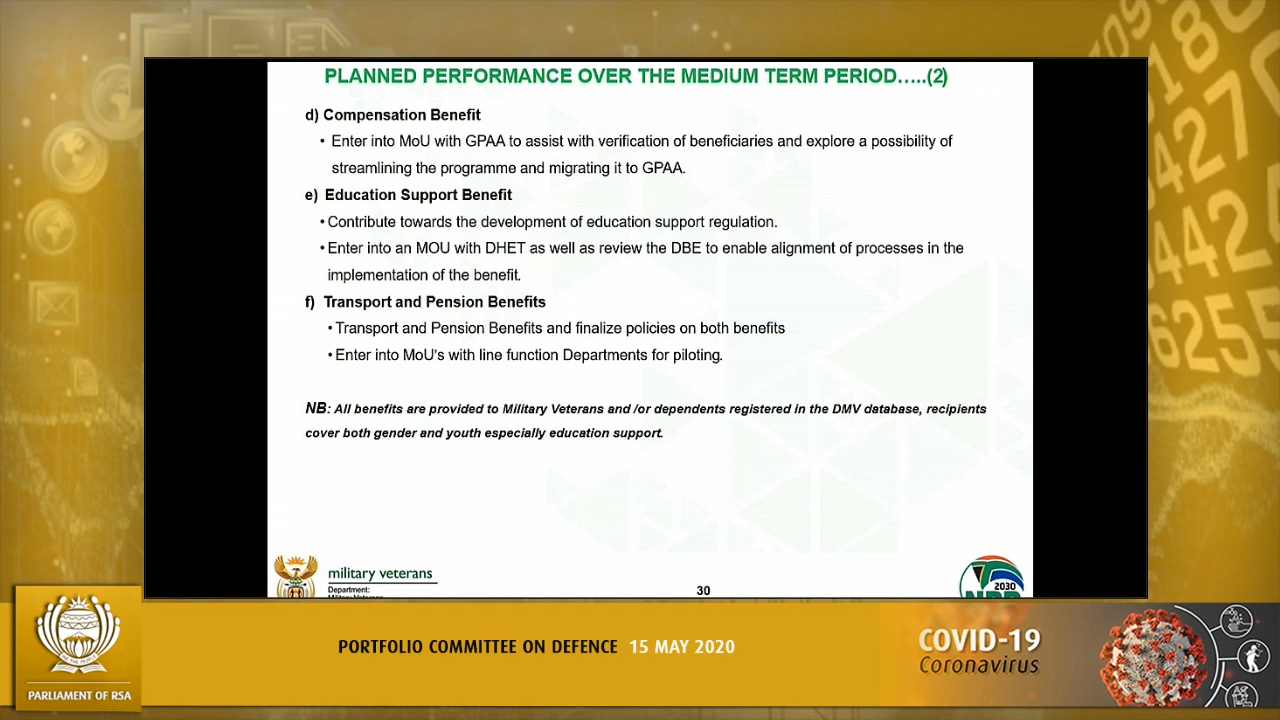 PLANNED PERFORMANCE OVER THE MEDIUM TERM PERIOD…..(2)
d) Compensation Benefit
• Enter into MoU with GPAA to assist with verification of beneficiaries and explore a possibility of
streamlining the programme and migrating it to GPAA.
e) Education Support Benefit
• Contribute towards the development of education support regulation.
• Enter into an MOU with DHET as well as review the DBE to enable alignment of processes in the
implementation of the benefit.
f) Transport and Pension Benefits
• Transport and Pension Benefits and finalize policies on both benefits
• Enter into MoU's with line function Departments for piloting.
NB: All benefits are provided to Military Veterans and /or dependents registered in the DMV database, recipients
cover both gender and youth especially education support.
military veterans
Department:
Military Veterans
30
2030
NDP
PORTFOLIO COMMITTEE ON DEFENCE 15 MAY 2020
COVID-19
Coronavirus
PARLIAMENT OF RSA